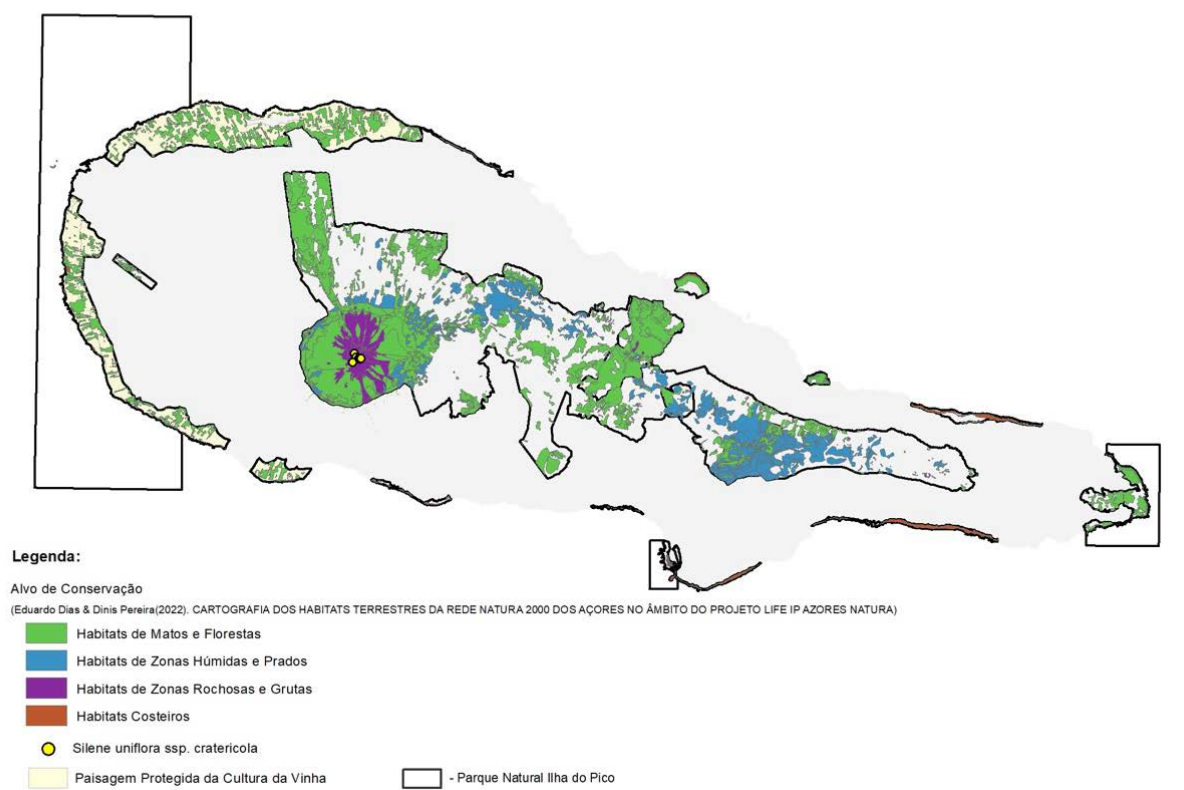 Legenda:
Alvo de Conservação
(Eduardo Dias & Dinis Pereira(2022). CARTOGRAFIA DOS HABITATS TERRESTRES DA REDE NATURA 2000 DOS AÇORES NO ÂMBITO DO PROJETO LIFE IP AZORES NATURA)
Habitats de Matos e Florestas
Habitats de Zonas Húmidas e Prados
Habitats de Zonas Rochosas e Grutas
Habitats Costeiros
Silene uniflora ssp. cratericola
Paisagem Protegida da Cultura da Vinha - Parque Natural Ilha do Pico